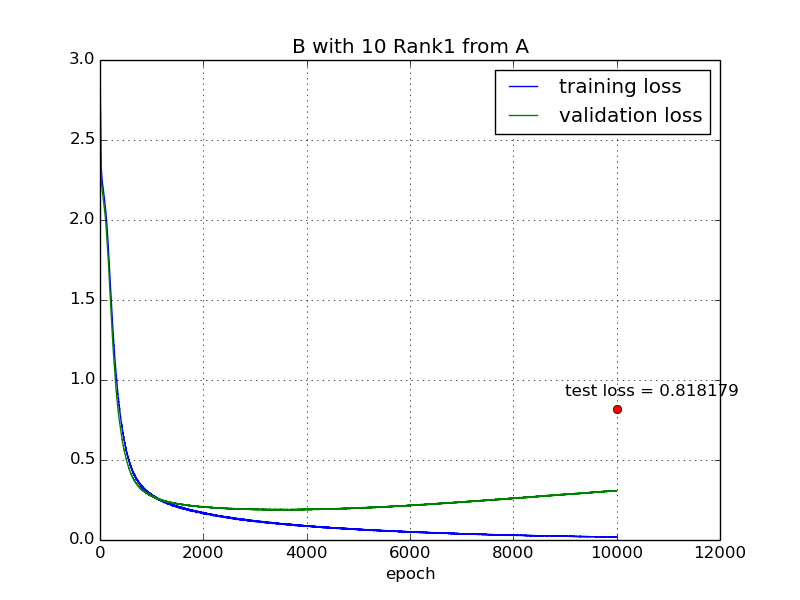 B with 10 Rank1 from A
3.0
2.5
2.0
1.5
1.0
0.5
0.0
training loss
validation loss
test loss = 0.818179
0 2000 4000 6000 8000 10000 12000
epoch